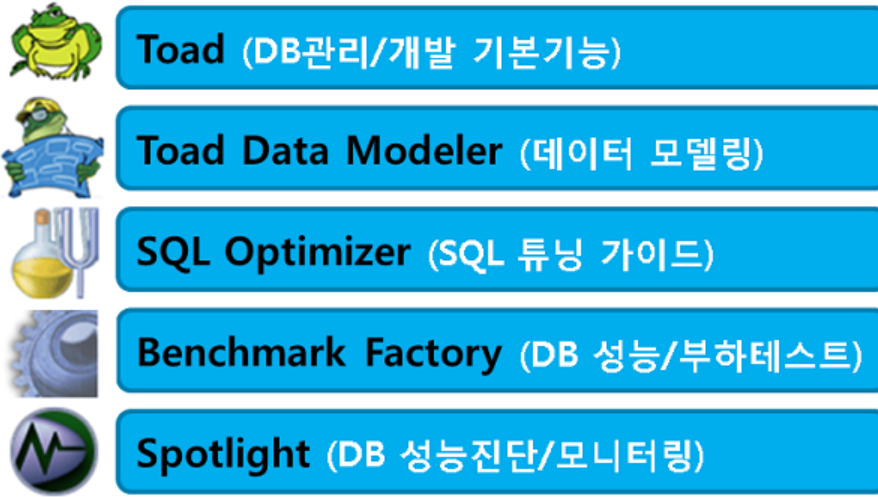 Toad (DB관리/개발 기본기능)
Toad Data Modeler (데이터 모델링)
SQL Optimizer (SQL 튜닝 가이드)
Benchmark Factory (DB 성능/부하테스트)
Spotlight (DB 성능진단/모니터링)